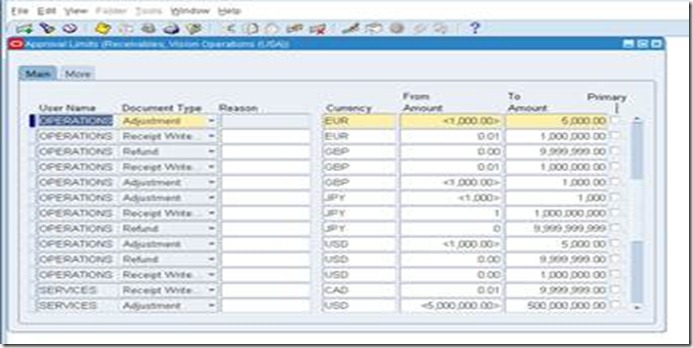 File Edit View Folder Tools Window Help
Approval Limits (Receivables, Vision Operations (USA))
Main More
From To Primary
User Name Document Type Reason Currency Amount Amount
OPERATIONS Adjustment EUR <1,000.00> 5,000.00
OPERATIONS Receipt Write... EUR 0.01 1,000,000.00
OPERATIONS Refund GBP 0.00 9,999,999.00
OPERATIONS Receipt Write... GBP 0.01 1,000,000.00
OPERATIONS Adjustment GBP <1,000.00> 1,000.00
OPERATIONS Adjustment JPY <1,000> 1,000
OPERATIONS Receipt Write... JPY 1 1,000,000,000
OPERATIONS Refund JPY 0 9,999,999,999
OPERATIONS Adjustment USD <1,000.00> 5,000.00
OPERATIONS Refund USD 0.00 9,999,999.00
OPERATIONS Receipt Write... USD 0.00 1,000,000.00
SERVICES Receipt Write... CAD 0.01 9,999,999.00
SERVICES Adjustment USD <5,000,000.00> 500,000,000.00